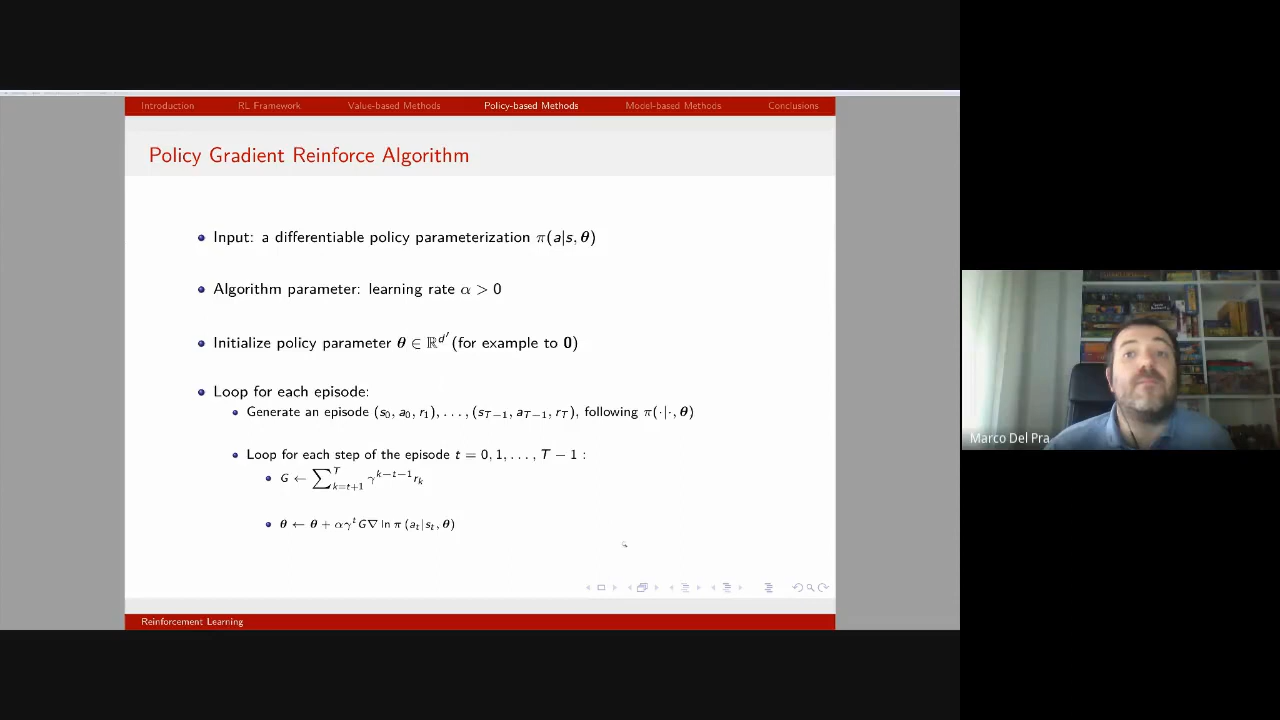 Introduction RL Framework Value-based Methods Policy-based Methods Model-based Methods Conclusions
Policy Gradient Reinforce Algorithm
Input: a differentiable policy parameterization π(a|s, θ)
Algorithm parameter: learning rate α > 0
Initialize policy parameter θ ∈ ℝ^{d′} (for example to 0)
Loop for each episode:
Generate an episode (s₀, a₀, r₁), . . . , (s_{T−1}, a_{T−1}, r_T), following π(·|·, θ)
Loop for each step of the episode t = 0, 1, . . . , T − 1 :
G ← ∑_{k=t+1}^{T} γ^{k−t−1} r_k
θ ← θ + αγ^t G∇ ln π (a_t|s_t, θ)
Reinforcement Learning
Marco Del Pra